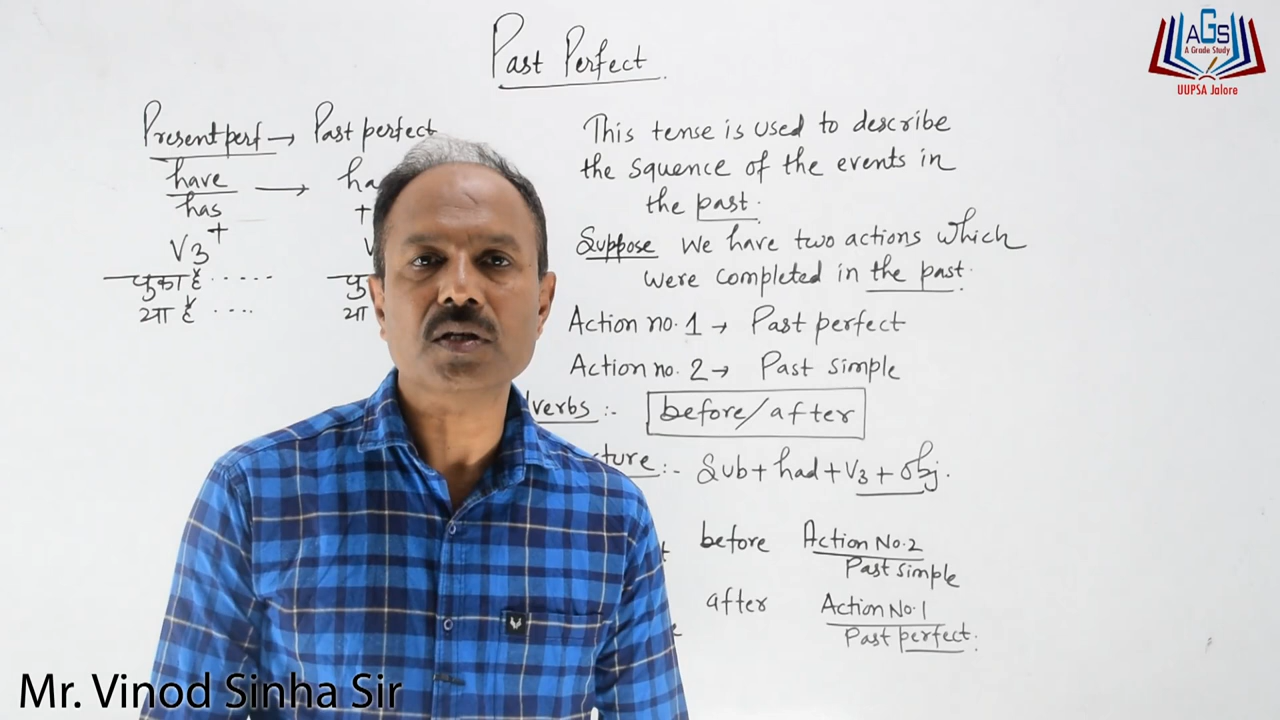 Past Perfect
AGS
A Grade Study
UUPSA Jalore
Present perf → Past perfect
have →
has
+
V3
पुका है ......
या है ....
This tense is used to describe
the squence of the events in
the past.
Suppose We have two actions which
were completed in the past.
Action no. 1 → Past perfect
Action no. 2 → Past simple
verbs :- before/after
cture :- Sub + had + V3 + obj.
before Action No.2
Past simple
after Action No.1
Past perfect.
Mr. Vinod Sinha Sir